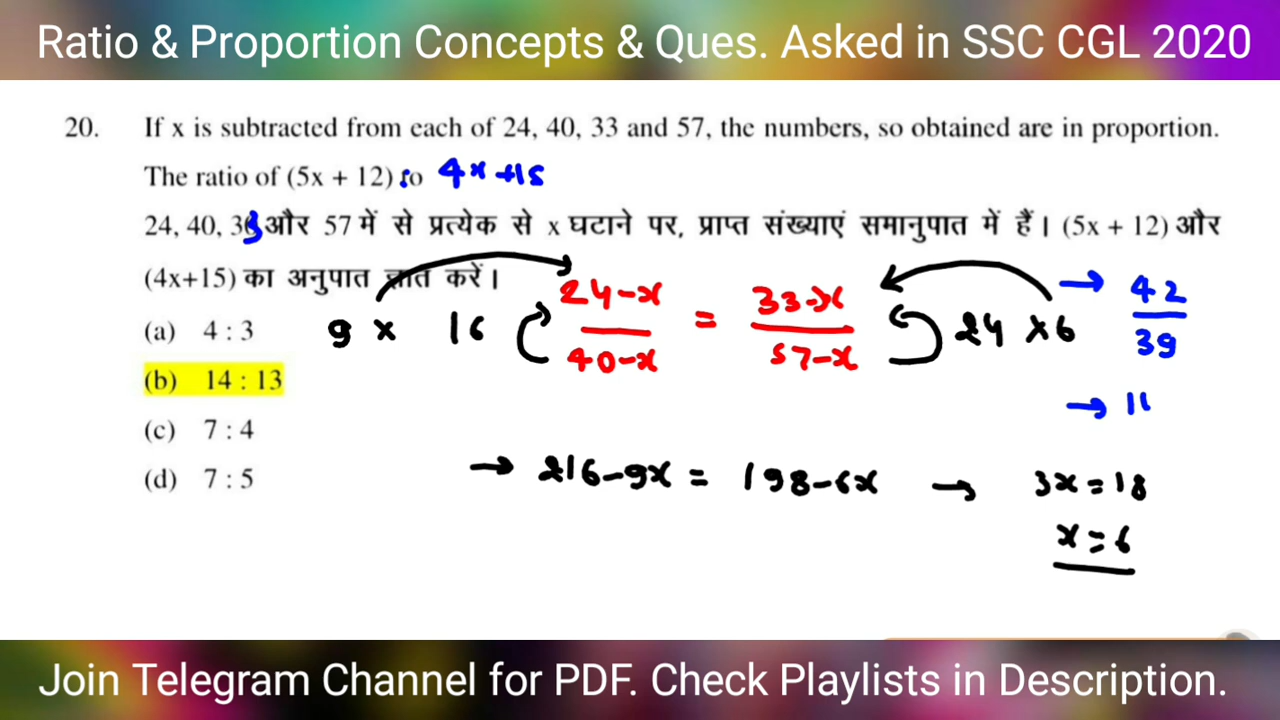 Ratio & Proportion Concepts & Ques. Asked in SSC CGL 2020
20. If x is subtracted from each of 24, 40, 33 and 57, the numbers, so obtained are in proportion.
The ratio of (5x + 12) to 4x +15
24, 40, 33 और 57 में से प्रत्येक से x घटाने पर, प्राप्त संख्याएं समानुपात में हैं। (5x + 12) और
(4x+15) का अनुपात ज्ञात करें।
(a) 4 : 3
(b) 14 : 13
(c) 7 : 4
(d) 7 : 5
9 x 16
24-x
40-x
=
33-x
57-x
24 x 6
→ 42
39
→ 11
→ 216-9x = 198-6x → 3x=18
x=6
Join Telegram Channel for PDF. Check Playlists in Description.